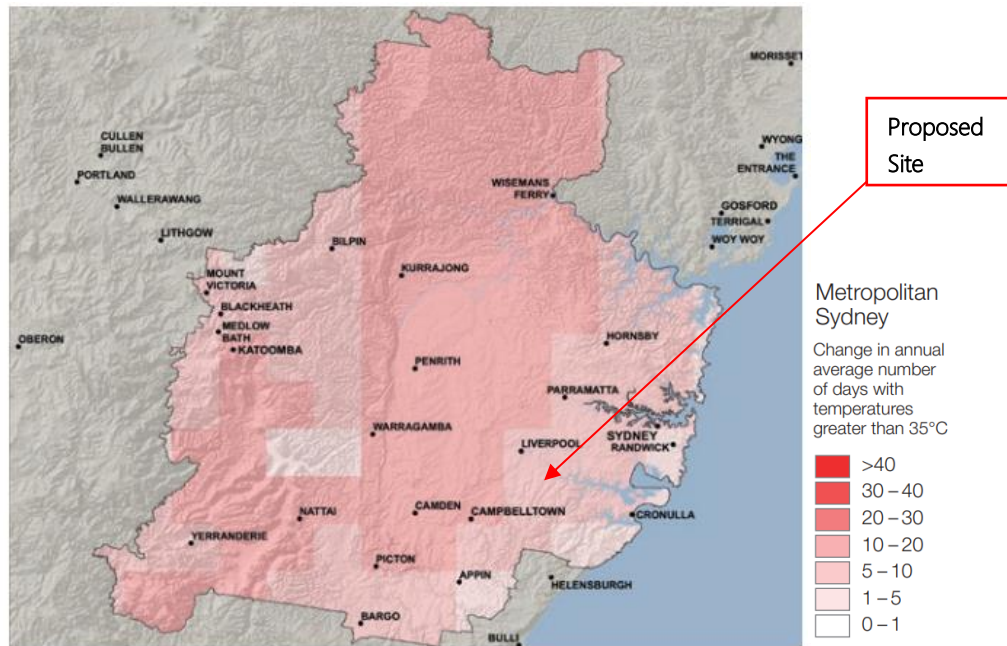 MORISSET
CULLEN
BULLEN
WYONG
THE
ENTRANCE
PORTLAND
WISEMANS
FERRY
WALLERAWANG
GOSFORD
TERRIGAL
LITHGOW
BILPIN
WOY WOY
MOUNT
VICTORIA
KURRAJONG
BLACKHEATH
MEDLOW
BATH
OBERON
KATOOMBA
HORNSBY
PENRITH
PARRAMATTA
WARRAGAMBA
SYDNEY
LIVERPOOL
RANDWICK
NATTAI
CAMDEN
CAMPBELLTOWN
CRONULLA
YERRANDERIE
PICTON
APPIN
HELENSBURGH
BARGO
BULLI
Proposed
Site
Metropolitan
Sydney
Change in annual
average number
of days with
temperatures
greater than 35°C
>40
30 – 40
20 – 30
10 – 20
5 – 10
1 – 5
0 – 1